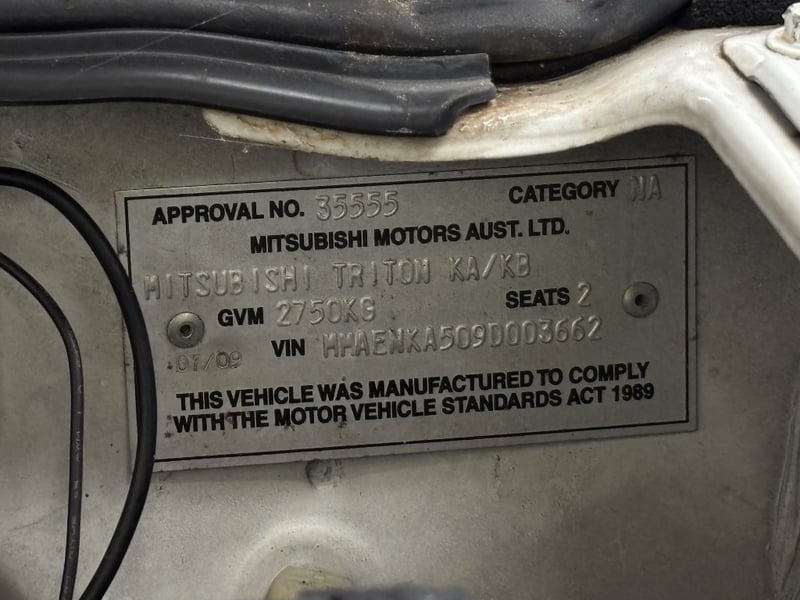 APPROVAL NO. 35555 CATEGORY NA
MITSUBISHI MOTORS AUST. LTD.
MITSUBISHI TRITON KA/KB
GVM 2750KG SEATS 2
07/09 VIN MMAENKA509D003662
THIS VEHICLE WAS MANUFACTURED TO COMPLY
WITH THE MOTOR VEHICLE STANDARDS ACT 1989